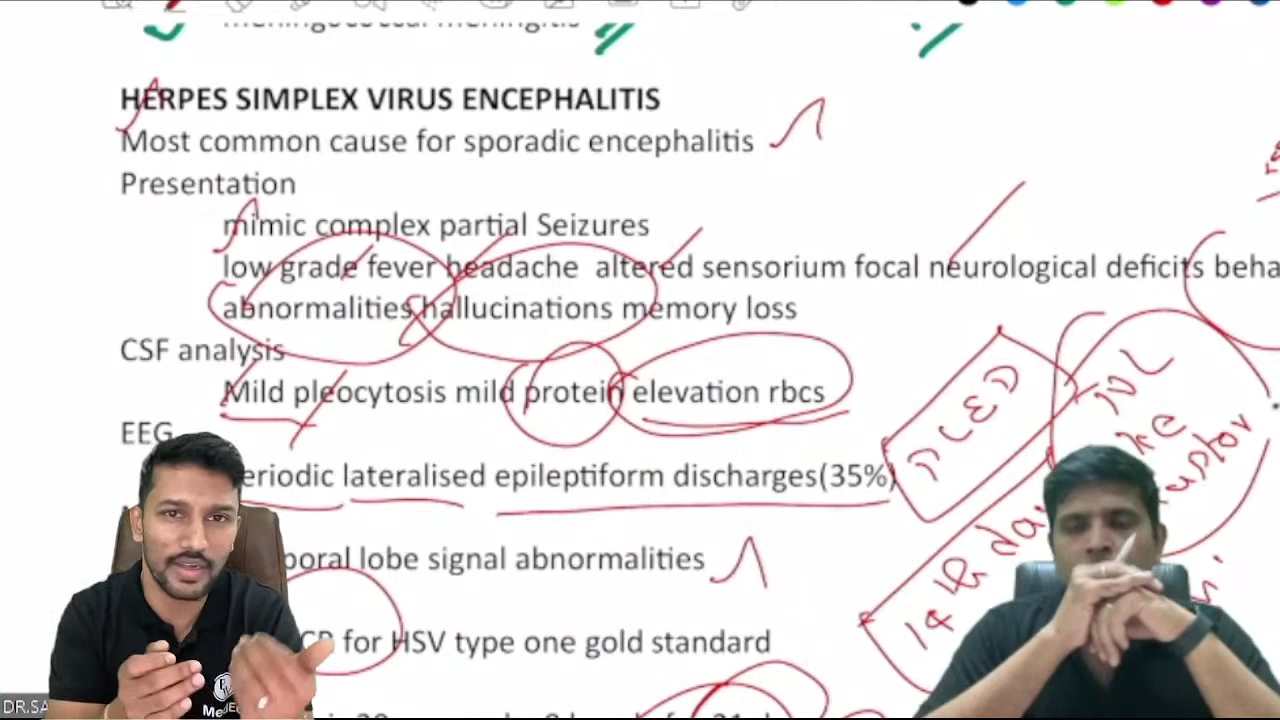 HERPES SIMPLEX VIRUS ENCEPHALITIS
Most common cause for sporadic encephalitis
Presentation
mimic complex partial Seizures
low grade fever headache altered sensorium focal neurological deficits beha
abnormalities hallucinations memory loss
CSF analysis
Mild pleocytosis mild protein elevation rbcs
EEG
eriodic lateralised epileptiform discharges(35%)
PLED
poral lobe signal abnormalities
for HSV type one gold standard
DR.SA